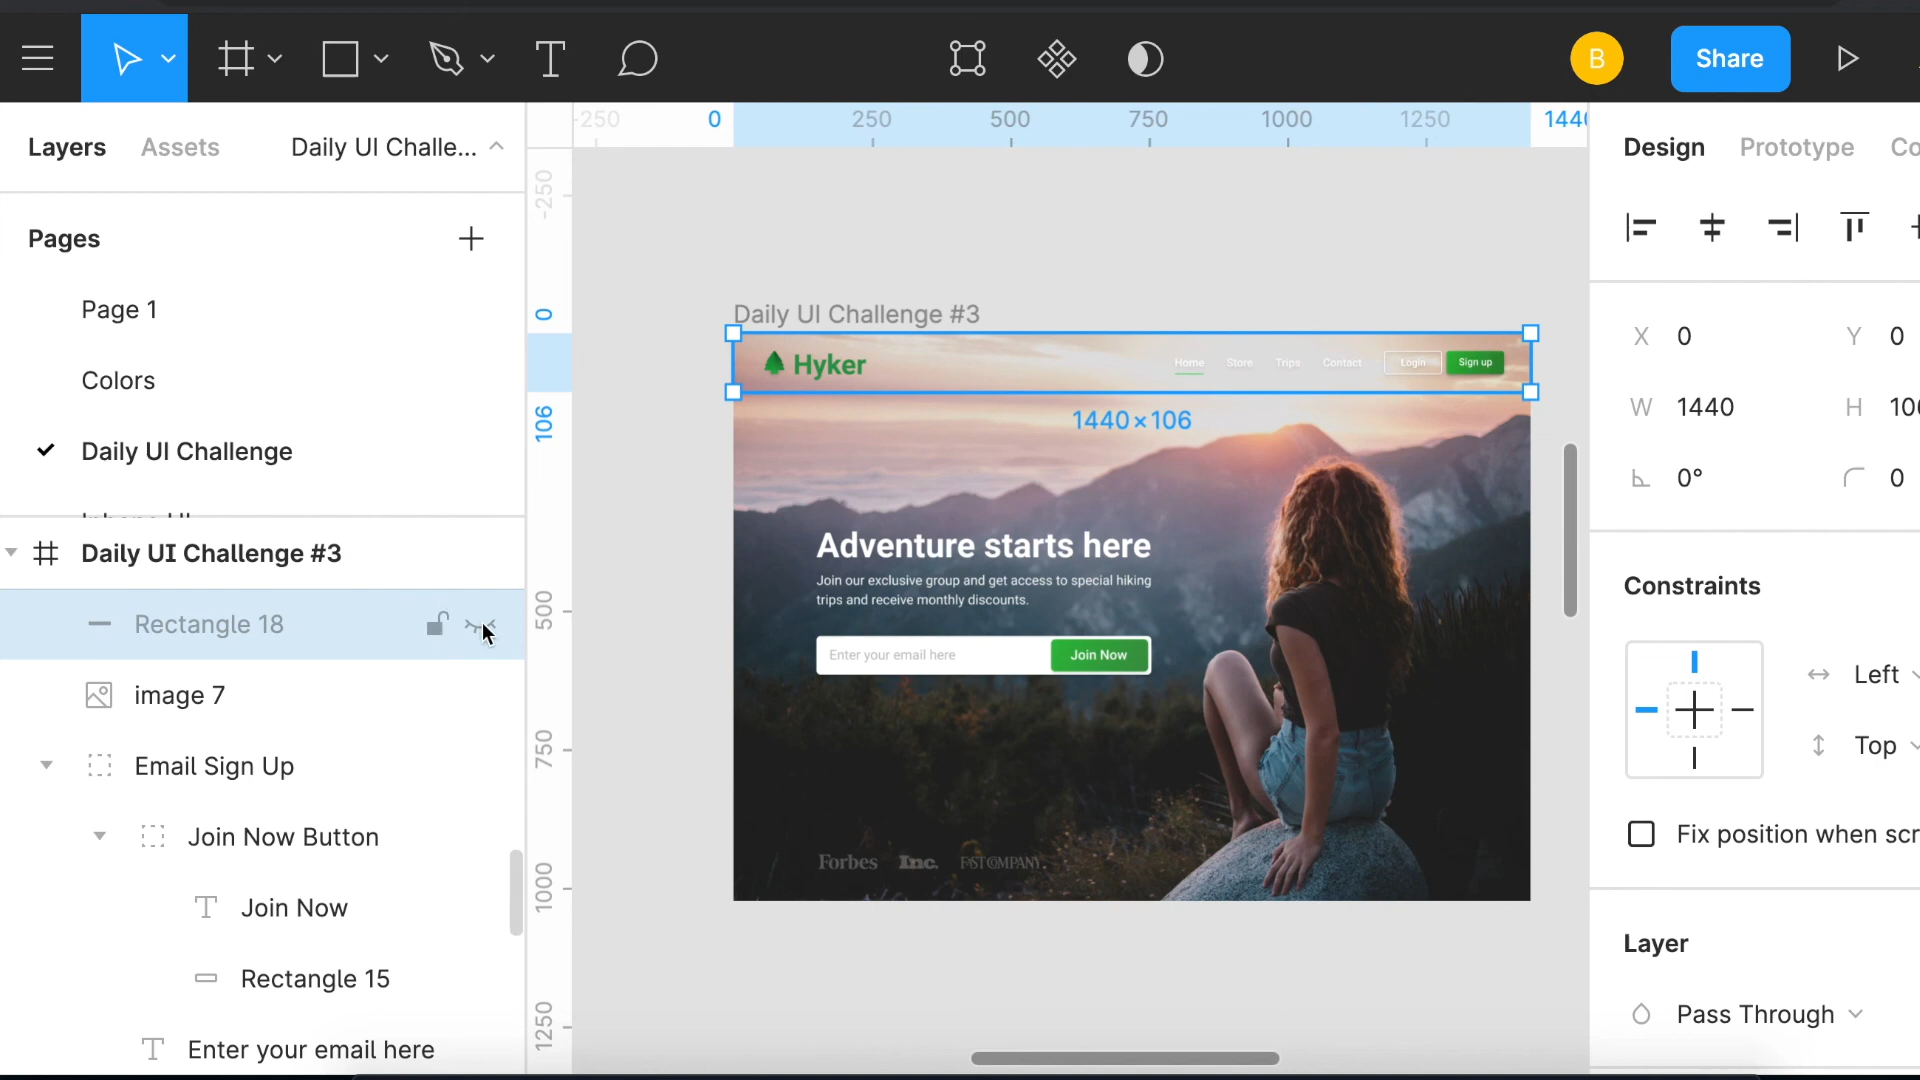 B
Share
Layers
Assets
Daily UI Challe...
-250
0
250
500
750
1000
1250
Design
Prototype
Pages
Page 1
Colors
Daily UI Challenge
Daily UI Challenge #3
Rectangle 18
image 7
Email Sign Up
Join Now Button
Join Now
Rectangle 15
Enter your email here
-250
0
106
500
750
1000
1250
Daily UI Challenge #3
Hyker
Home
Store
Trips
Contact
Login
Sign up
1440×106
Adventure starts here
Join our exclusive group and get access to special hiking
trips and receive monthly discounts.
Enter your email here
Join Now
Forbes
Inc.
FAST COMPANY
X 0
Y 0
W 1440
H
0°
0
Constraints
Left
Top
Fix position when
Layer
Pass Through